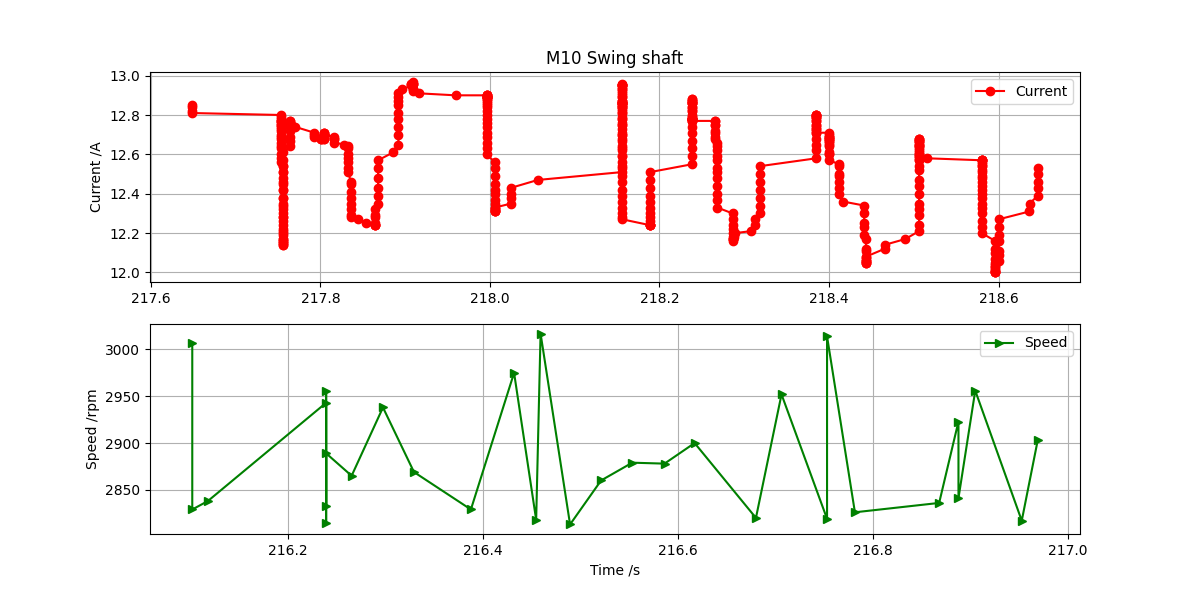 M10 Swing shaft
Current /A
13.0
12.8
12.6
12.4
12.2
12.0
Current
217.6 217.8 218.0 218.2 218.4 218.6
Speed /rpm
3000
2950
2900
2850
Speed
216.2 216.4 216.6 216.8 217.0
Time /s